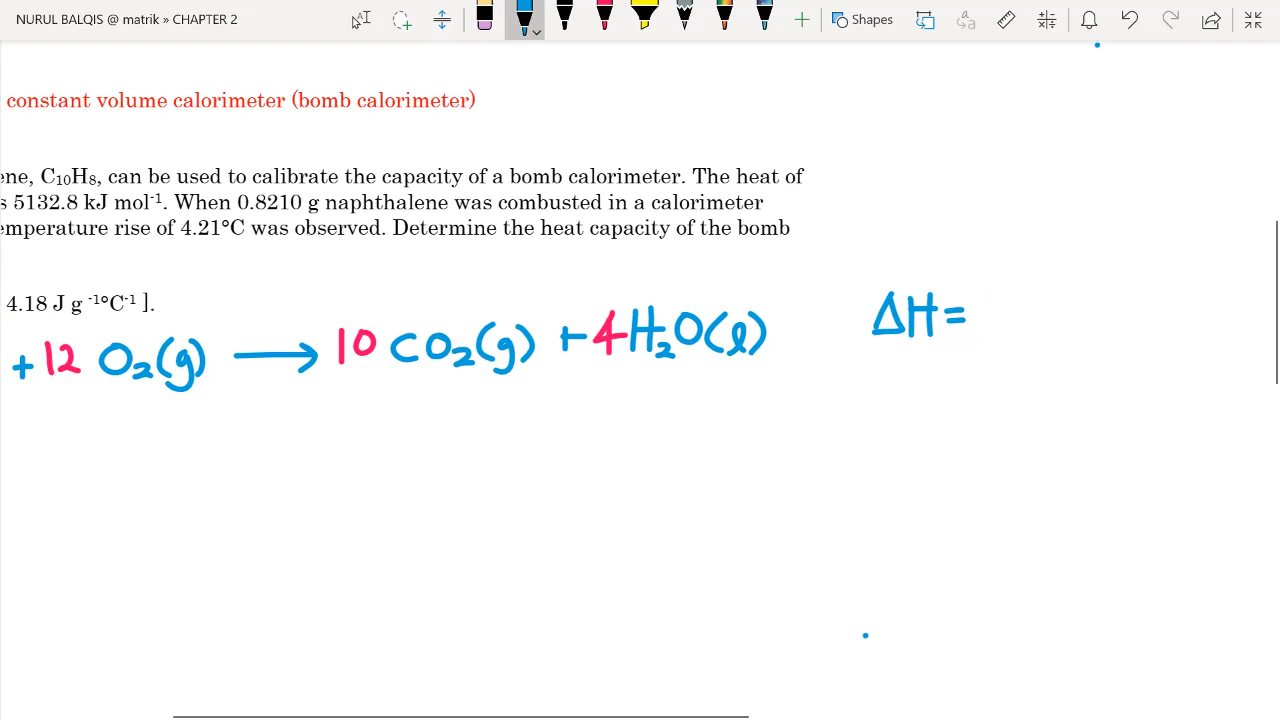 NURUL BALQIS @ matrik » CHAPTER 2
Shapes
constant volume calorimeter (bomb calorimeter)
ene, C₁₀H₈, can be used to calibrate the capacity of a bomb calorimeter. The heat of
s 5132.8 kJ mol⁻¹. When 0.8210 g naphthalene was combusted in a calorimeter
emperature rise of 4.21°C was observed. Determine the heat capacity of the bomb
4.18 J g ⁻¹°C⁻¹ ].
+12 O₂(g) ⟶ 10 CO₂(g) + 4H₂O(l) ΔH=